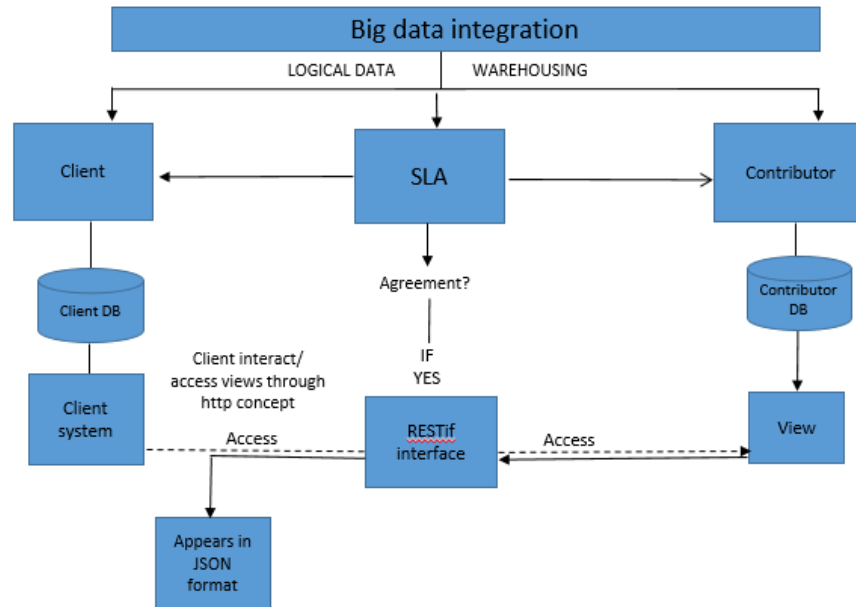 Big data integration
LOGICAL DATA
WAREHOUSING
Client
SLA
Contributor
Agreement?
Client DB
Contributor
DB
Client interact/
access views through
http concept
IF
YES
Client
system
RESTif
interface
View
Access
Access
Appears in
JSON
format